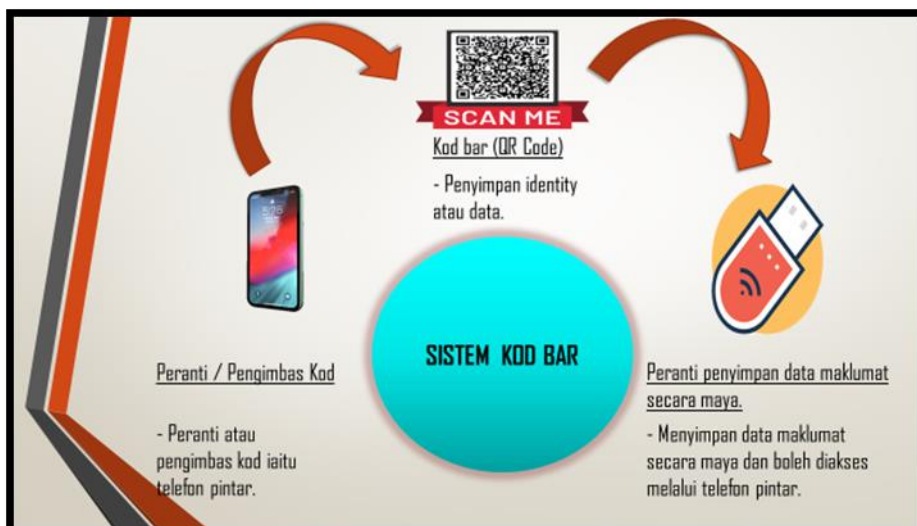 SCAN ME
Kod bar (QR Code)
- Penyimpan identity
atau data.
SISTEM KOD BAR
Peranti / Pengimbas Kod
- Peranti atau
pengimbas kod iaitu
telefon pintar.
Peranti penyimpan data maklumat
secara maya.
- Menyimpan data maklumat
secara maya dan boleh diakses
melalui telefon pintar.